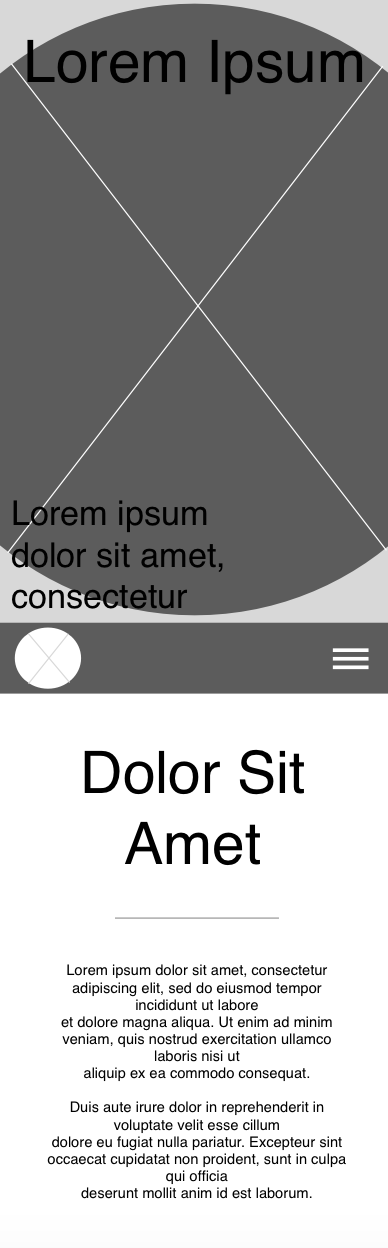 Lorem Ipsum
Lorem ipsum
dolor sit amet,
consectetur
Dolor Sit
Amet
Lorem ipsum dolor sit amet, consectetur
adipiscing elit, sed do eiusmod tempor
incididunt ut labore
et dolore magna aliqua. Ut enim ad minim
veniam, quis nostrud exercitation ullamco
laboris nisi ut
aliquip ex ea commodo consequat.
Duis aute irure dolor in reprehenderit in
voluptate velit esse cillum
dolore eu fugiat nulla pariatur. Excepteur sint
occaecat cupidatat non proident, sunt in culpa
qui officia
deserunt mollit anim id est laborum.